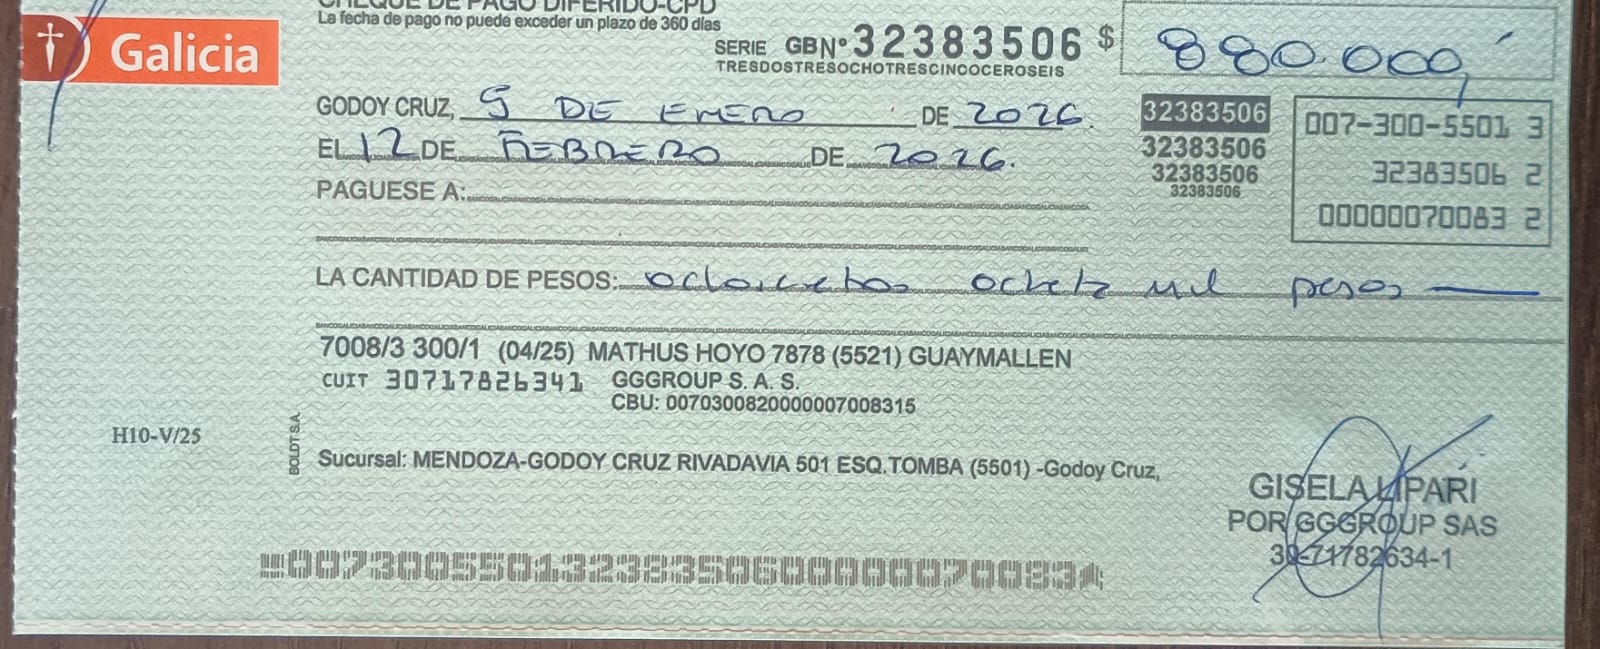 CHEQUE DE PAGO DIFERIDO-CPD
La fecha de pago no puede exceder un plazo de 360 días
Galicia
SERIE GBNº 32383506 $ 880.000,
TRESDOSTRESOCHOTRESCINCOCEROSEIS
GODOY CRUZ, 5 DE ENERO DE 2026.
EL 12 DE FEBRERO DE 2026.
PAGUESE A:
32383506
32383506
32383506
32383506
007-300-5501 3
32383506 2
00000070083 2
LA CANTIDAD DE PESOS: ochocientos ochenta mil pesos
7008/3 300/1 (04/25) MATHUS HOYO 7878 (5521) GUAYMALLEN
CUIT 30717826341 GGGROUP S. A. S.
CBU: 0070300820000007008315
H10-V/25
BOLDT S.A.
Sucursal: MENDOZA-GODOY CRUZ RIVADAVIA 501 ESQ.TOMBA (5501) -Godoy Cruz,
GISELA LIPARI
POR GGGROUP SAS
30-71782634-1
00730055013238350600000070083